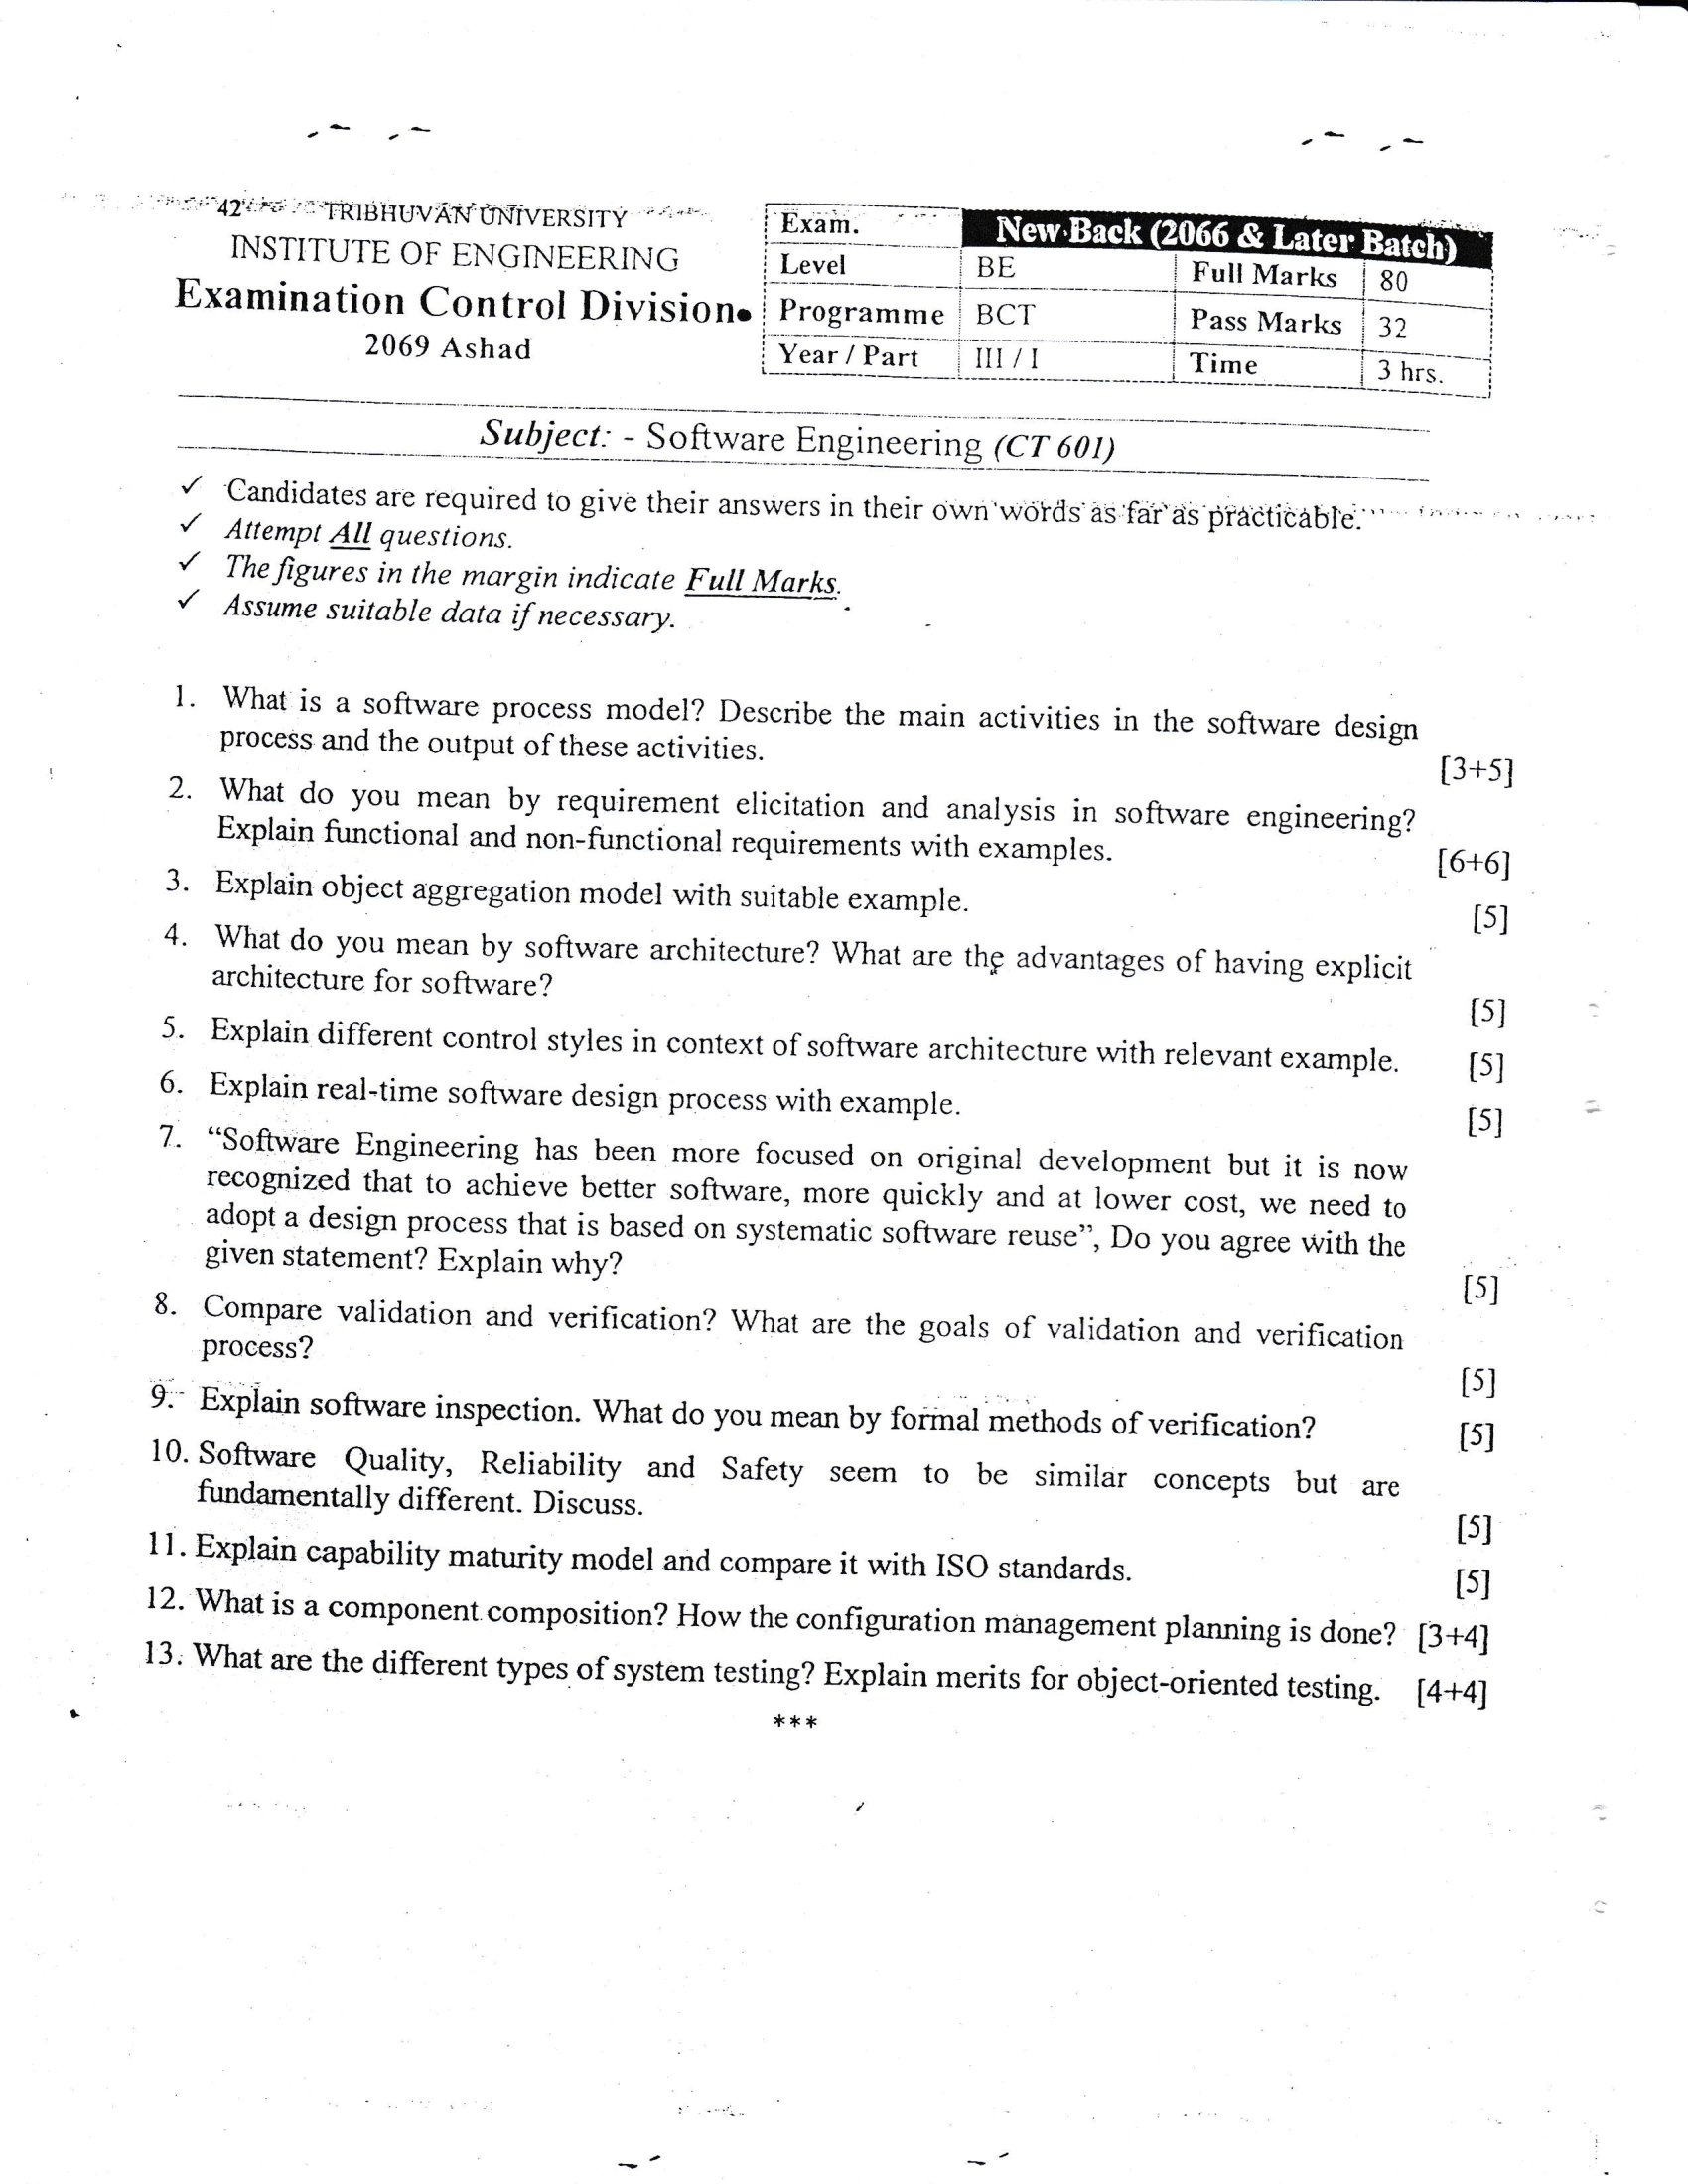 42 TRIBHUVAN UNIVERSITY
INSTITUTE OF ENGINEERING
Examination Control Division
2069 Ashad
Exam. New Back (2066 & Later Batch)
Level BE Full Marks 80
Programme BCT Pass Marks 32
Year / Part III / I Time 3 hrs.
Subject: - Software Engineering (CT 601)
✓ Candidates are required to give their answers in their own words as far as practicable.
✓ Attempt All questions.
✓ The figures in the margin indicate Full Marks.
✓ Assume suitable data if necessary.
1. What is a software process model? Describe the main activities in the software design
process and the output of these activities. [3+5]
2. What do you mean by requirement elicitation and analysis in software engineering?
Explain functional and non-functional requirements with examples. [6+6]
3. Explain object aggregation model with suitable example. [5]
4. What do you mean by software architecture? What are the advantages of having explicit
architecture for software? [5]
5. Explain different control styles in context of software architecture with relevant example. [5]
6. Explain real-time software design process with example. [5]
7. “Software Engineering has been more focused on original development but it is now
recognized that to achieve better software, more quickly and at lower cost, we need to
adopt a design process that is based on systematic software reuse”, Do you agree with the
given statement? Explain why? [5]
8. Compare validation and verification? What are the goals of validation and verification
process? [5]
9. Explain software inspection. What do you mean by formal methods of verification? [5]
10. Software Quality, Reliability and Safety seem to be similar concepts but are
fundamentally different. Discuss. [5]
11. Explain capability maturity model and compare it with ISO standards. [5]
12. What is a component composition? How the configuration management planning is done? [3+4]
13. What are the different types of system testing? Explain merits for object-oriented testing. [4+4]
***